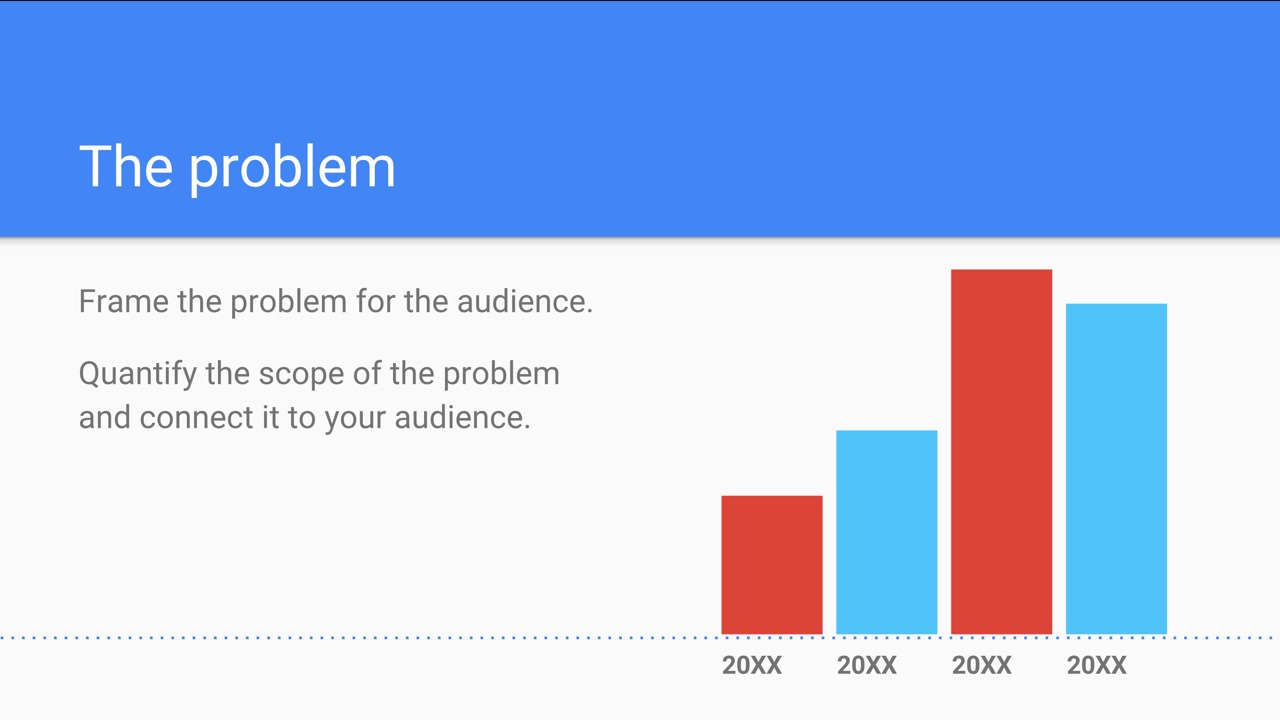 The problem
Frame the problem for the audience.
Quantify the scope of the problem
and connect it to your audience.
20XX 20XX 20XX 20XX